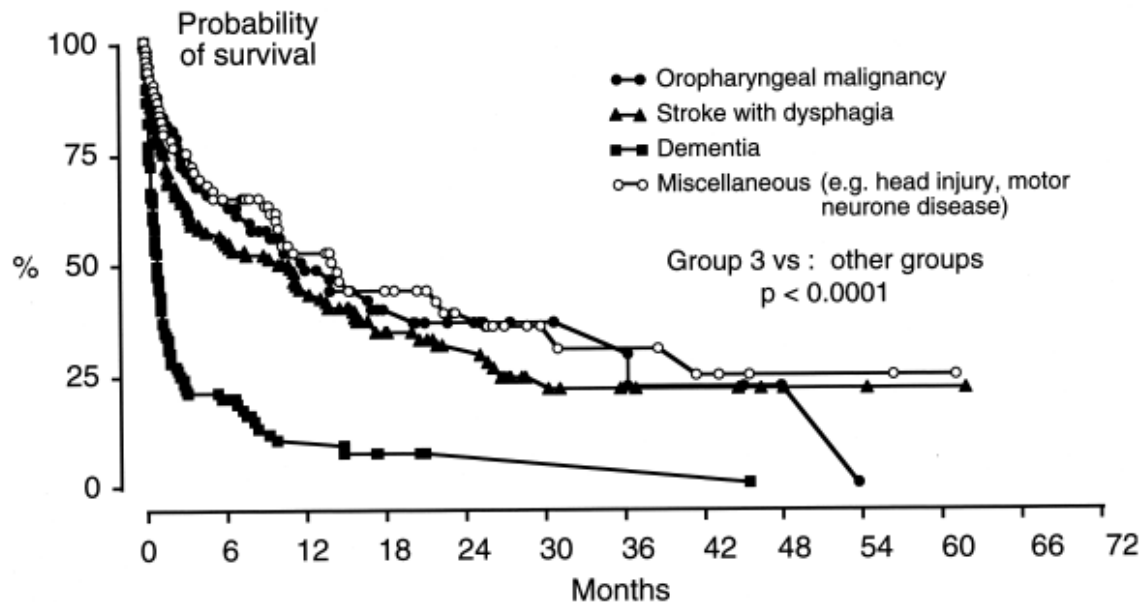 Probability
of survival
100
75
50
25
0
%
Oropharyngeal malignancy
Stroke with dysphagia
Dementia
Miscellaneous (e.g. head injury, motor
neurone disease)
Group 3 vs : other groups
p < 0.0001
0 6 12 18 24 30 36 42 48 54 60 66 72
Months